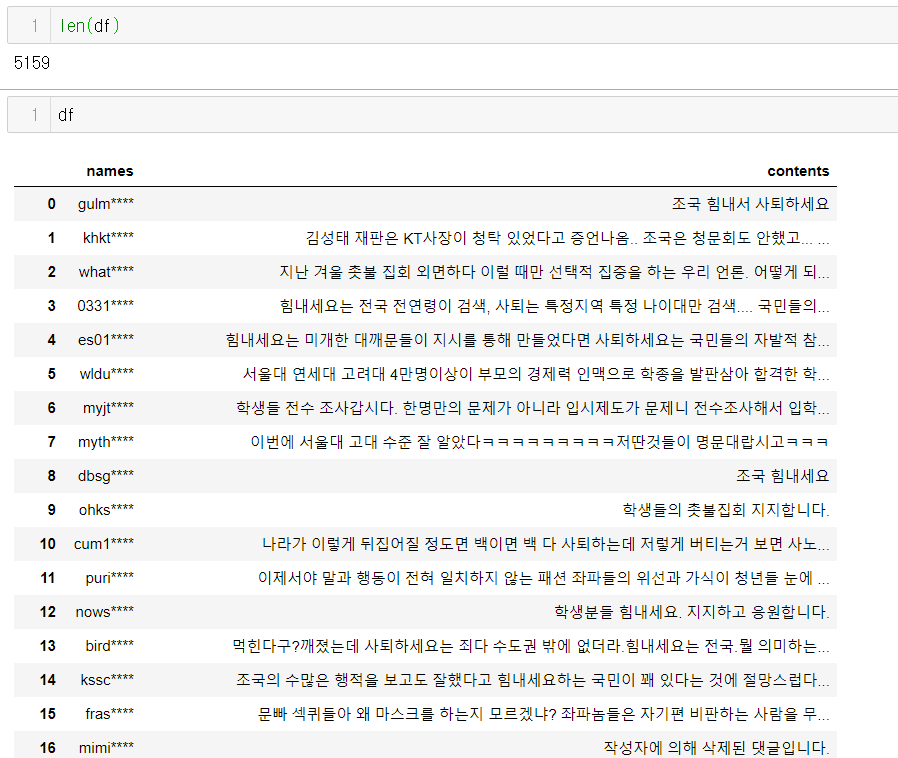 1 len(df)
5159
1 df
names contents
0 gulm**** 조국 힘내서 사퇴하세요
1 khkt**** 김성태 재판은 KT사장이 청탁 있었다고 증언나옴.. 조국은 청문회도 안했고... ...
2 what**** 지난 겨울 촛불 집회 외면하다 이럴 때만 선택적 집중을 하는 우리 언론. 어떻게 되...
3 0331**** 힘내세요는 전국 전연령이 검색, 사퇴는 특정지역 특정 나이대만 검색.... 국민들의...
4 es01**** 힘내세요는 미개한 대깨문들이 지시를 통해 만들었다면 사퇴하세요는 국민들의 자발적 참...
5 wldu**** 서울대 연세대 고려대 4만명이상이 부모의 경제력 인맥으로 학종을 발판삼아 합격한 학...
6 myjt**** 학생들 전수 조사갑시다. 한명만의 문제가 아니라 입시제도가 문제니 전수조사해서 입학...
7 myth**** 이번에 서울대 고대 수준 잘 알았다ㅋㅋㅋㅋㅋㅋㅋㅋㅋ저딴것들이 명문대랍시고ㅋㅋㅋ
8 dbsg**** 조국 힘내세요
9 ohks**** 학생들의 촛불집회 지지합니다.
10 cum1**** 나라가 이렇게 뒤집어질 정도면 백이면 백 다 사퇴하는데 저렇게 버티는거 보면 사노...
11 puri**** 이제서야 말과 행동이 전혀 일치하지 않는 패션 좌파들의 위선과 가식이 청년들 눈에 ...
12 nows**** 학생분들 힘내세요. 지지하고 응원합니다.
13 bird**** 먹힌다구?깨졌는데 사퇴하세요는 죄다 수도권 밖에 없더라.힘내세요는 전국.뭘 의미하는...
14 kssc**** 조국의 수많은 행적을 보고도 잘했다고 힘내세요하는 국민이 꽤 있다는 것에 절망스럽다...
15 fras**** 문빠 섹퀴들아 왜 마스크를 하는지 모르겠냐? 좌파놈들은 자기편 비판하는 사람을 무...
16 mimi**** 작성자에 의해 삭제된 댓글입니다.